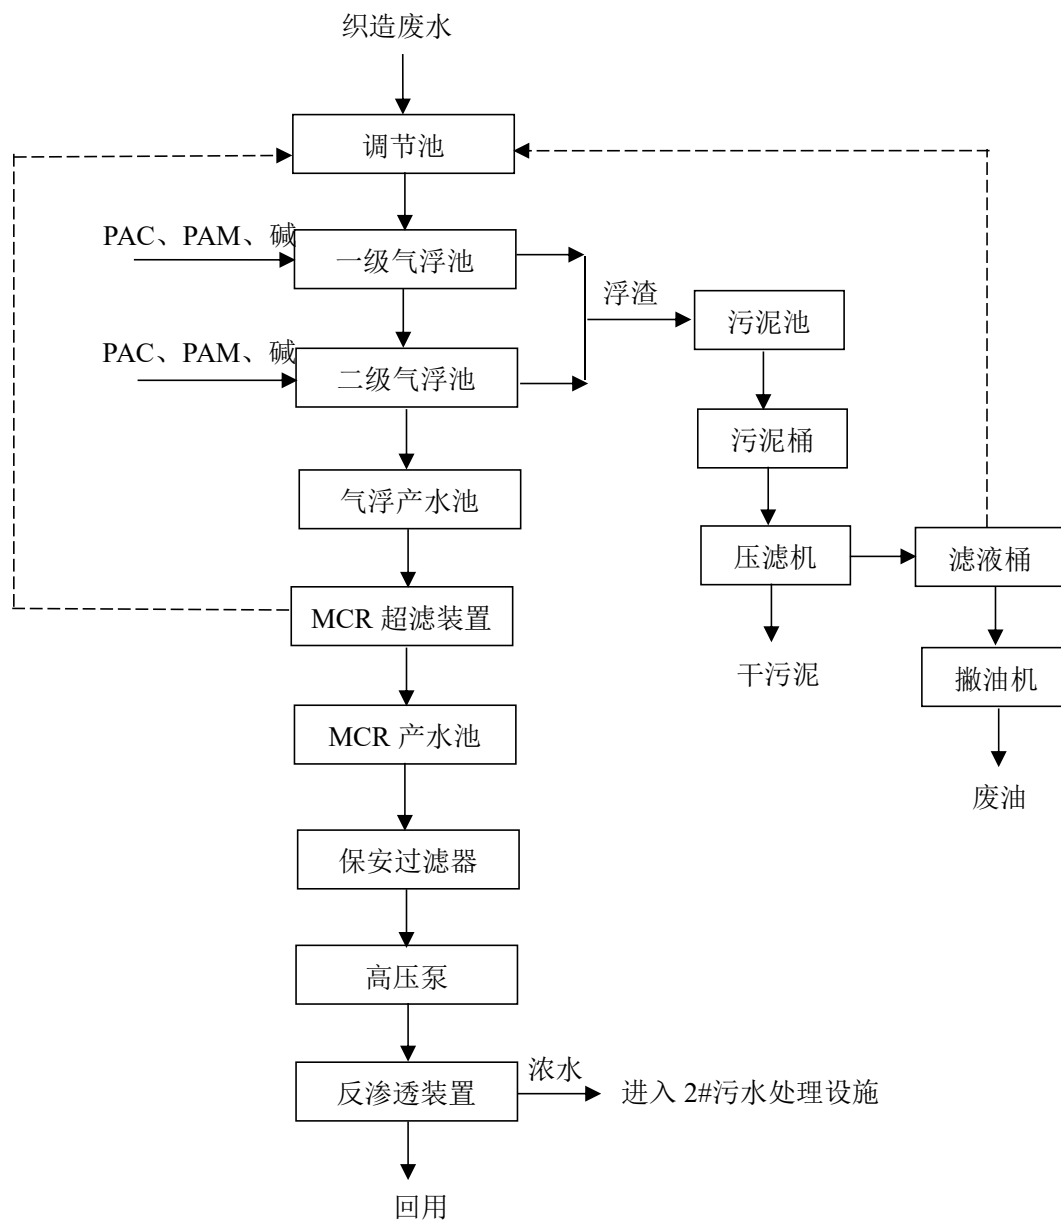 织造废水
调节池
PAC、PAM、碱
一级气浮池
浮渣
污泥池
PAC、PAM、碱
二级气浮池
污泥桶
气浮产水池
压滤机
滤液桶
MCR 超滤装置
干污泥
撇油机
MCR 产水池
废油
保安过滤器
高压泵
浓水
反渗透装置
进入 2#污水处理设施
回用